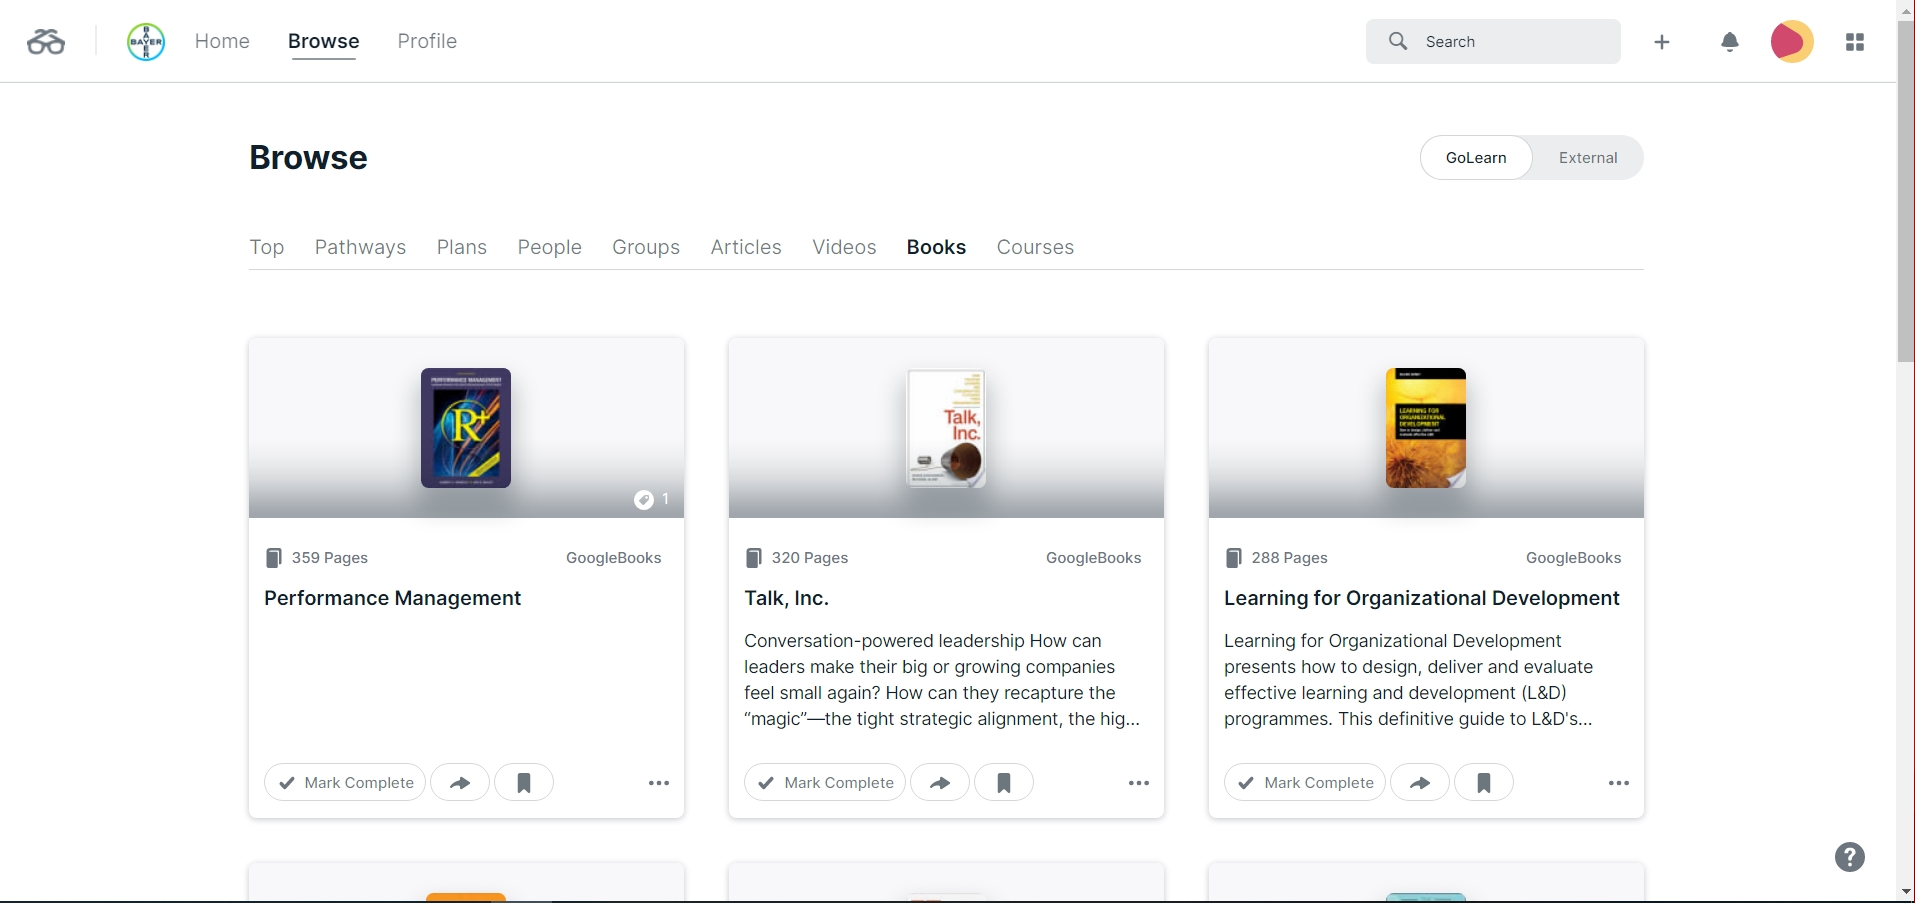 BAYER
Home
Browse
Profile
Search
Browse
GoLearn
External
Top
Pathways
Plans
People
Groups
Articles
Videos
Books
Courses
PERFORMANCE MANAGEMENT
R+
1
359 Pages
GoogleBooks
Performance Management
Mark Complete
Talk,
Inc.
320 Pages
GoogleBooks
Talk, Inc.
Conversation-powered leadership How can
leaders make their big or growing companies
feel small again? How can they recapture the
“magic”—the tight strategic alignment, the hig...
Mark Complete
LEARNING FOR
ORGANIZATIONAL
DEVELOPMENT
288 Pages
GoogleBooks
Learning for Organizational Development
Learning for Organizational Development
presents how to design, deliver and evaluate
effective learning and development (L&D)
programmes. This definitive guide to L&D's...
Mark Complete
?